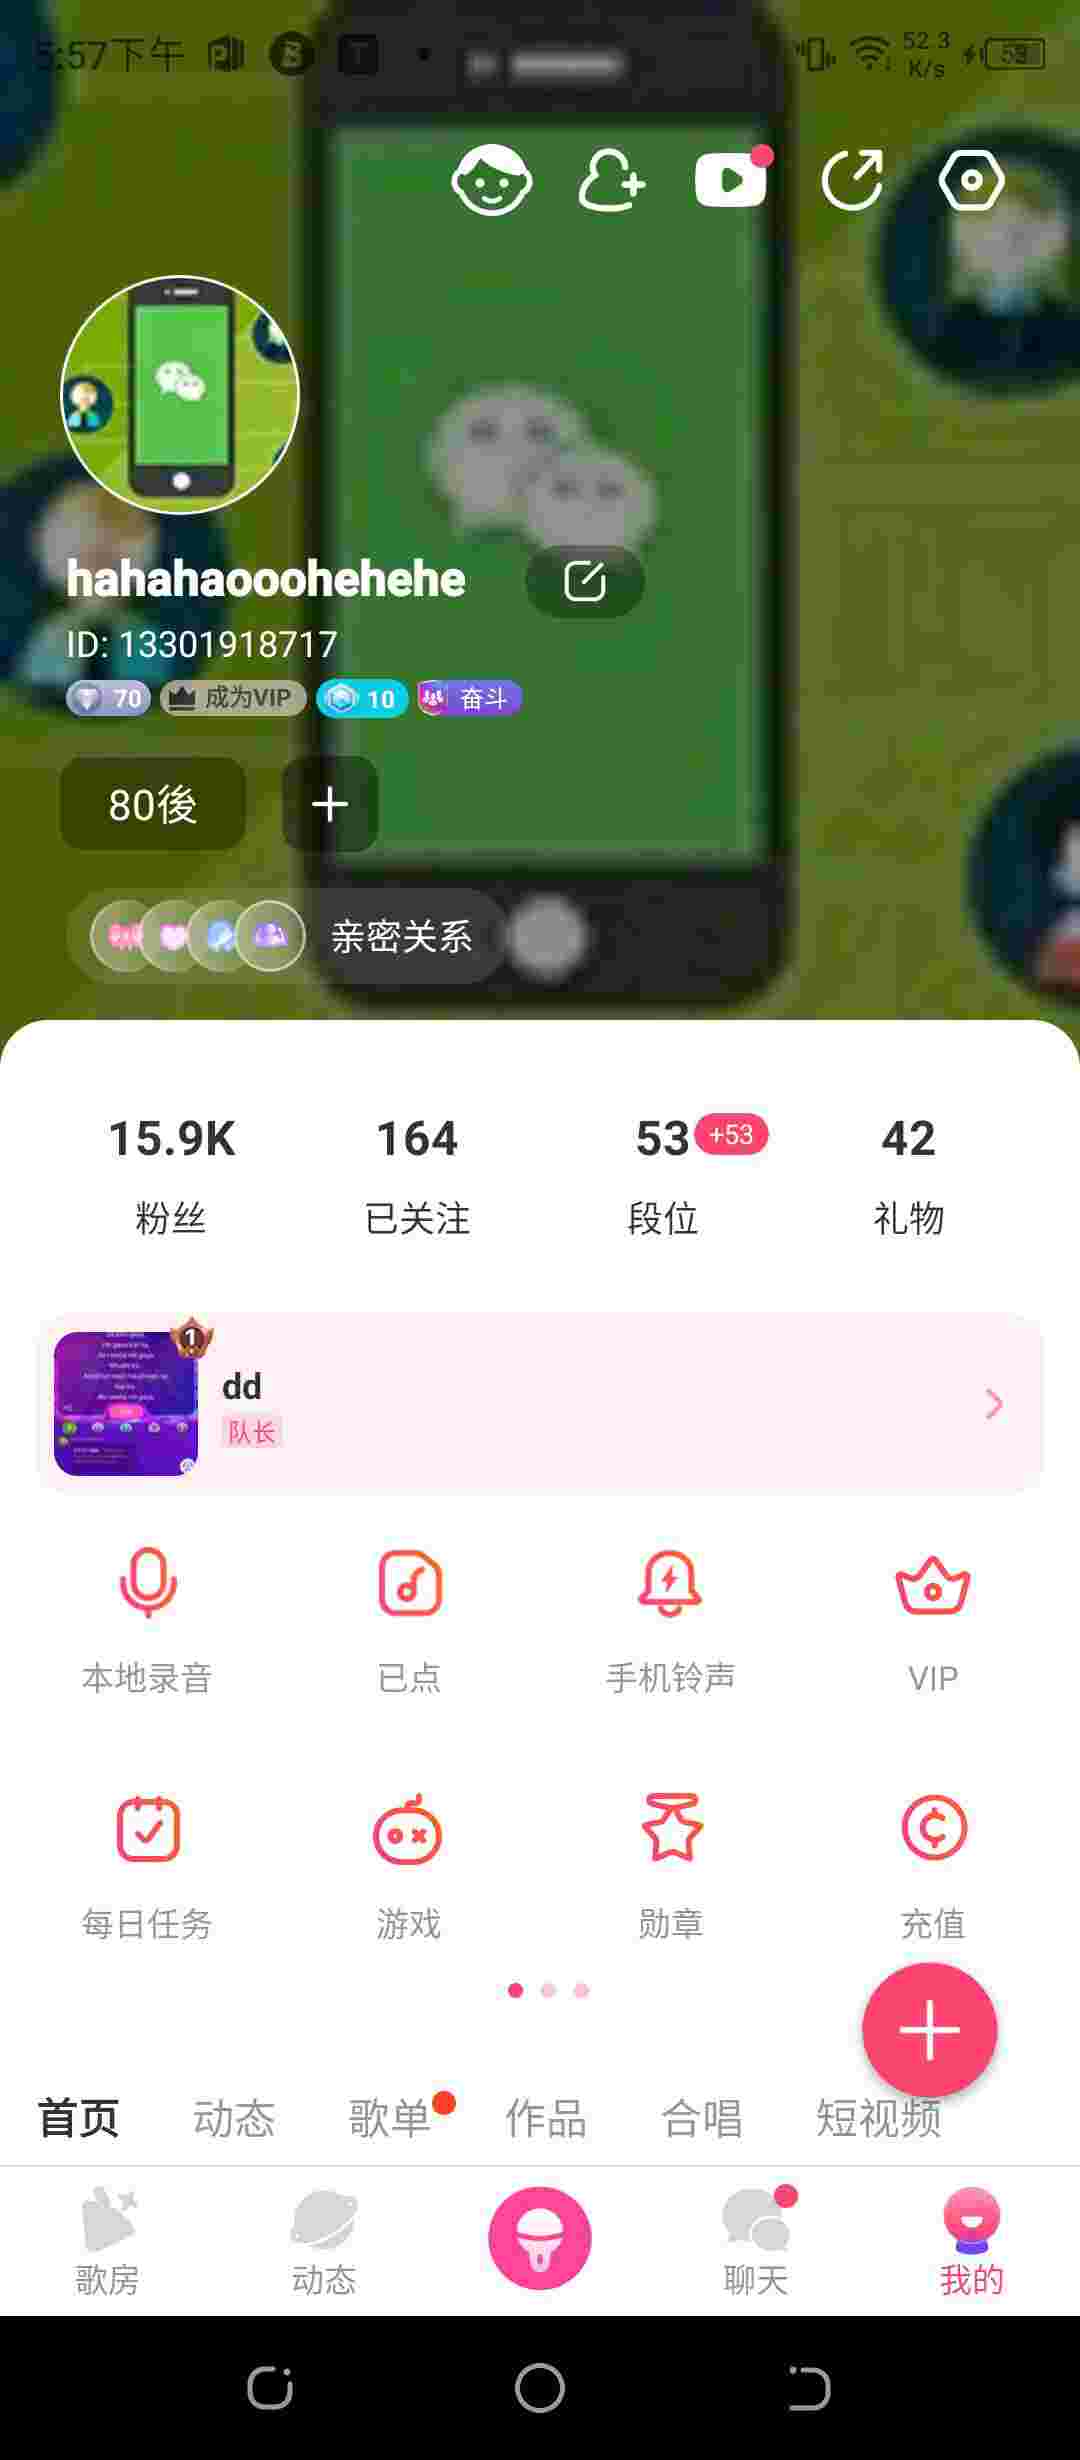 5:57下午
52.3
K/s
59
hahahaooohehehe
ID: 13301918717
70 成为VIP 10 奋斗
80後
亲密关系
15.9K 164 53 +53 42
粉丝 已关注 段位 礼物
1
dd
队长
本地录音 已点 手机铃声 VIP
每日任务 游戏 勋章 充值
首页 动态 歌单 作品 合唱 短视频
歌房 动态 聊天 我的